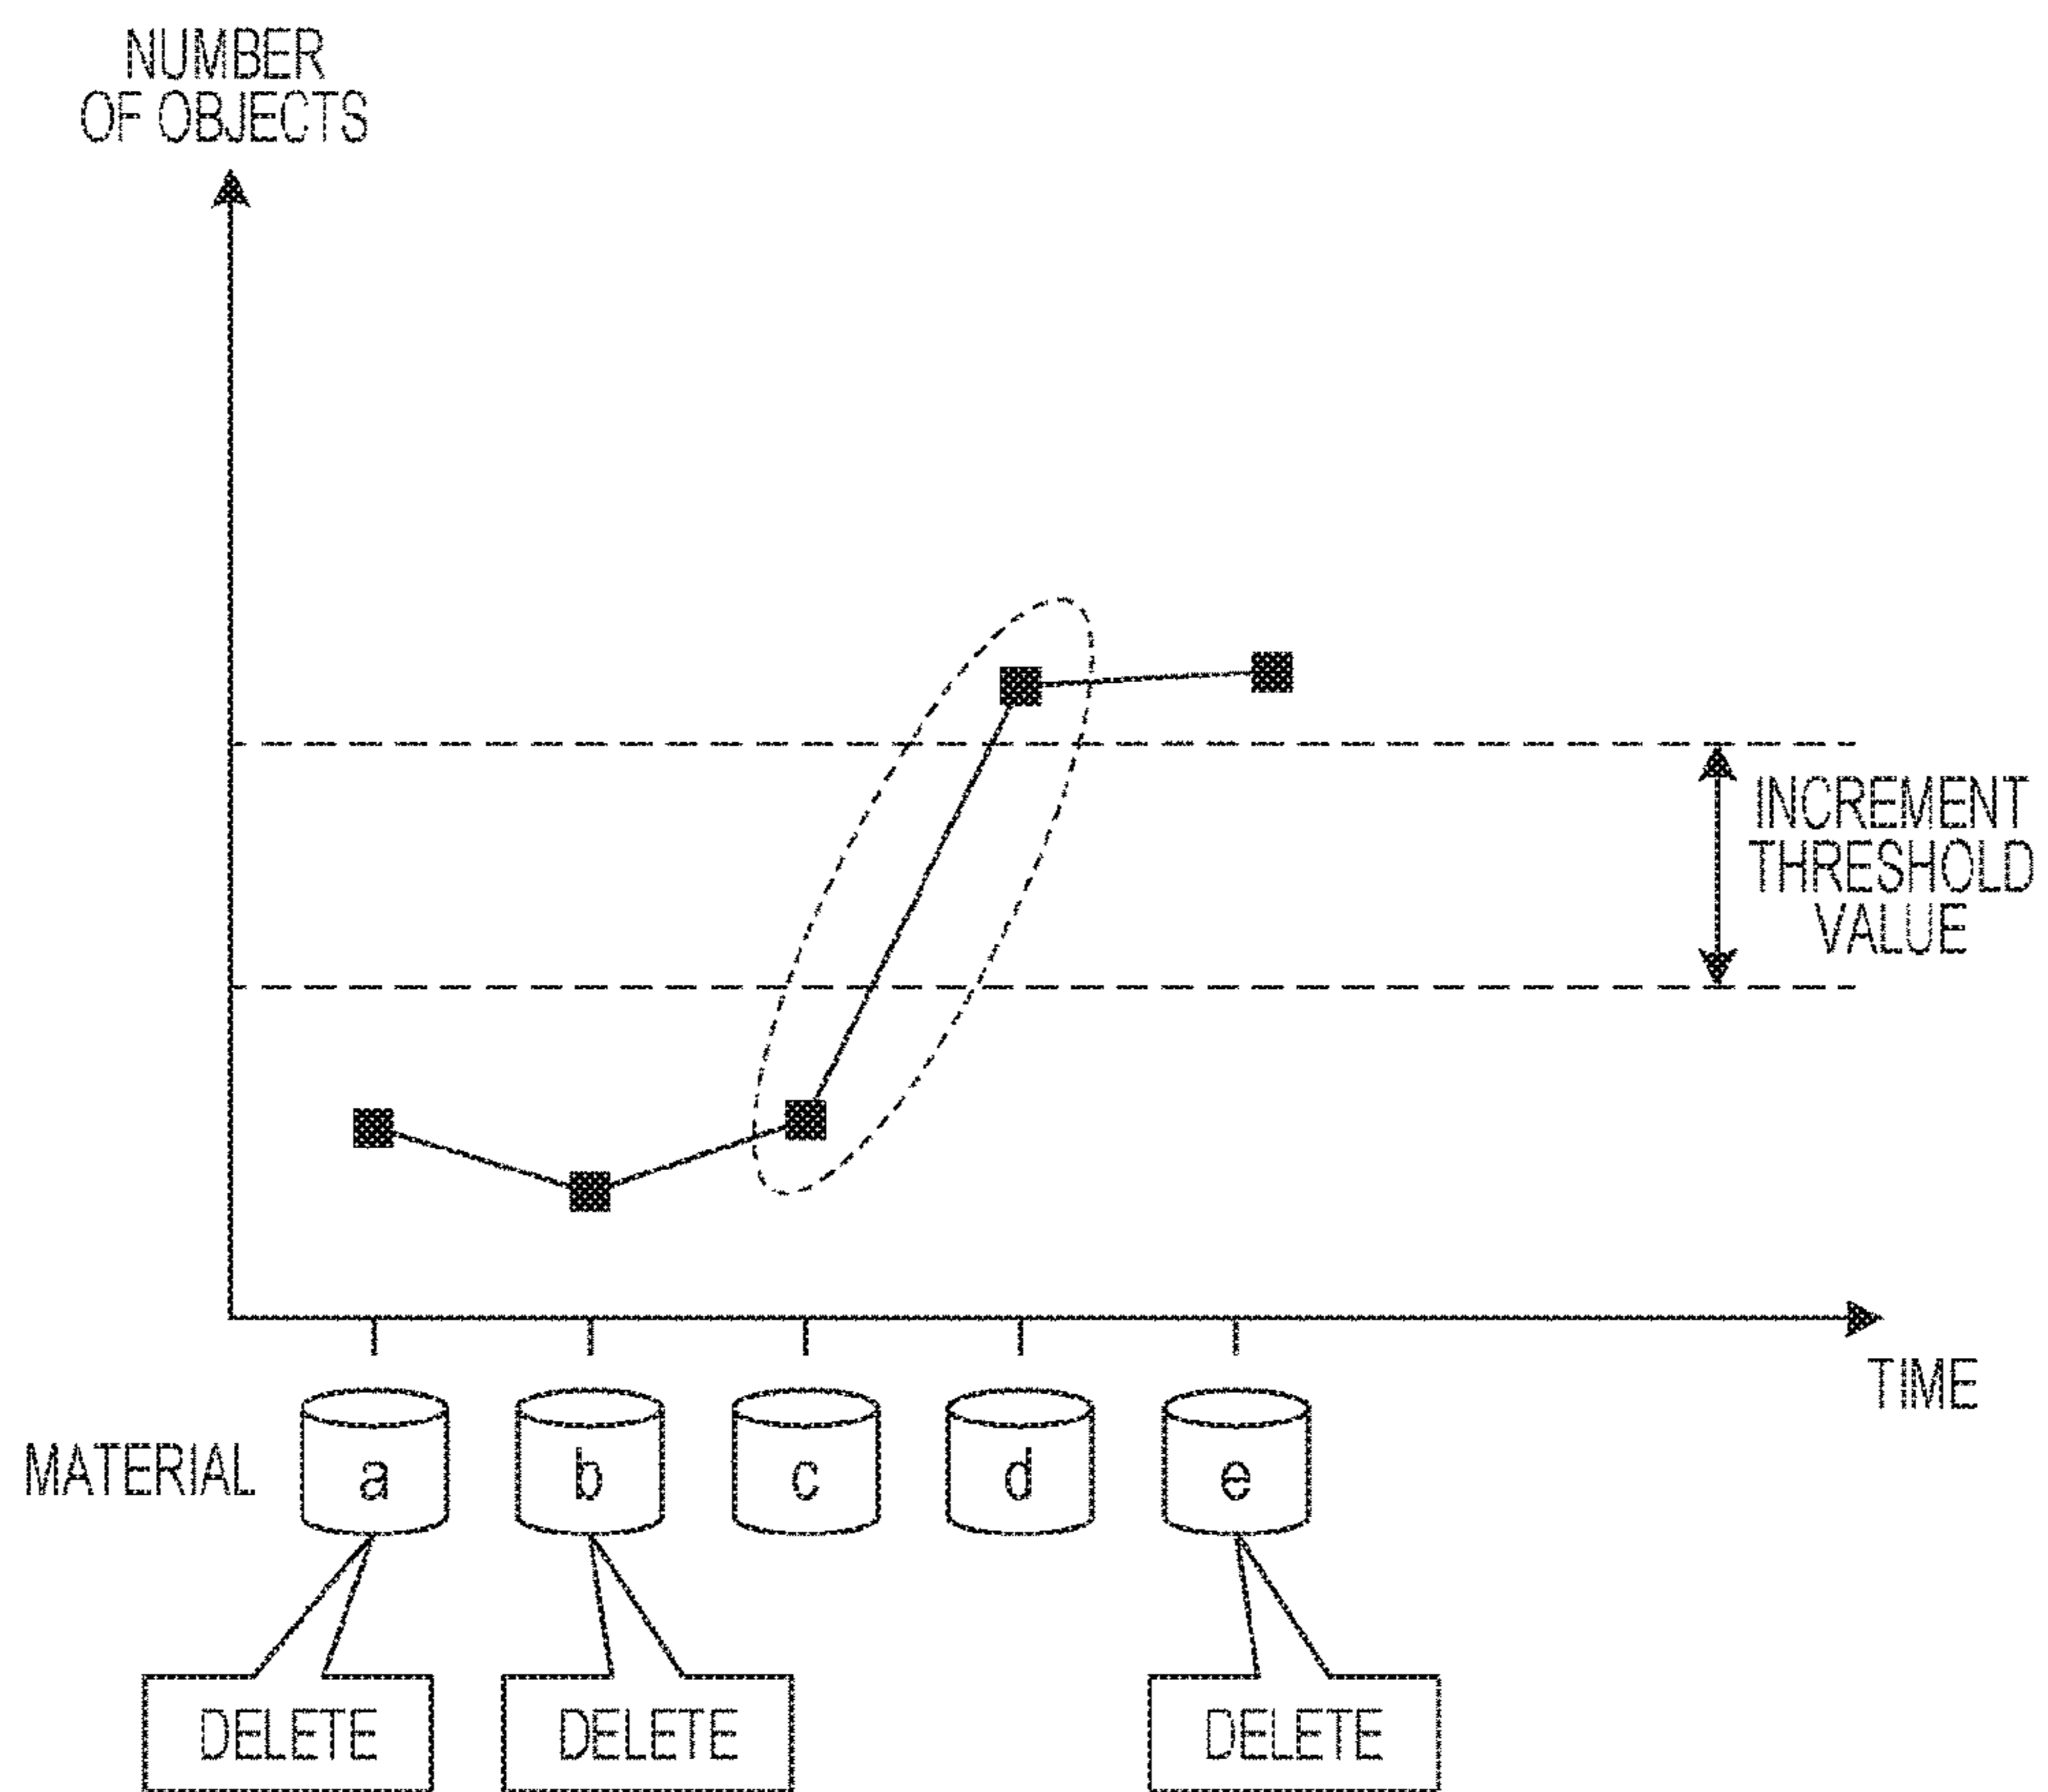 NUMBER
OF OBJECTS
INCREMENT
THRESHOLD
VALUE
TIME
MATERIAL a b c d e
DELETE DELETE DELETE